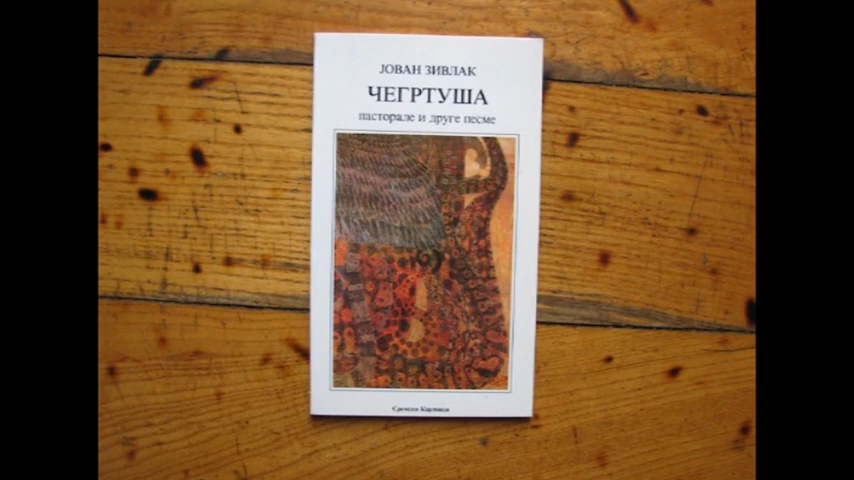 ЈОВАН ЗИВЛАК
ЧЕГРТУША
пасторале и друге песме
Сремски Карловци